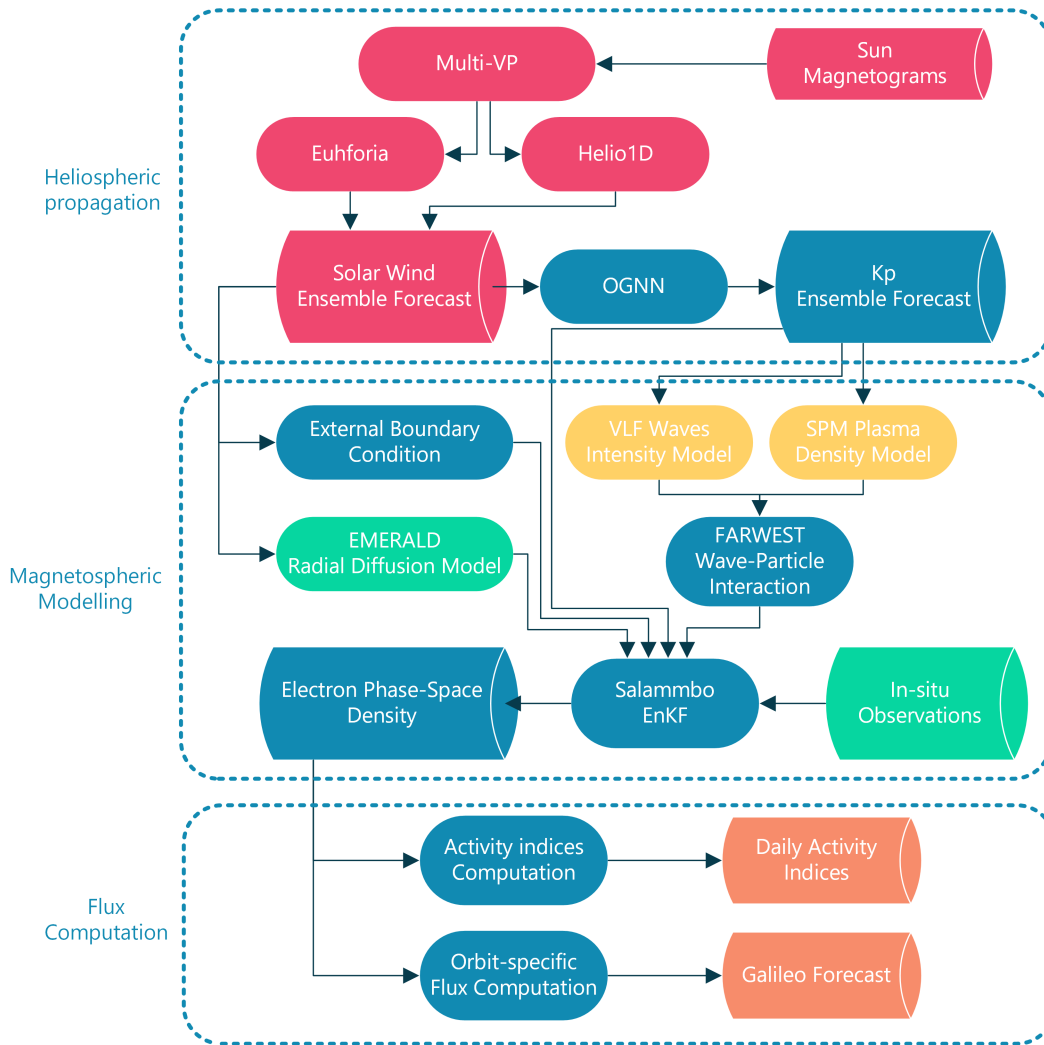 Multi-VP
Sun
Magnetograms
Euhforia
Helio1D
Heliospheric
propagation
Solar Wind
Ensemble Forecast
OGNN
Kp
Ensemble Forecast
External Boundary
Condition
VLF Waves
Intensity Model
SPM Plasma
Density Model
EMERALD
Radial Diffusion Model
FARWEST
Wave-Particle
Interaction
Magnetospheric
Modelling
Electron Phase-Space
Density
Salammbo
EnKF
In-situ
Observations
Activity indices
Computation
Daily Activity
Indices
Flux
Computation
Orbit-specific
Flux Computation
Galileo Forecast